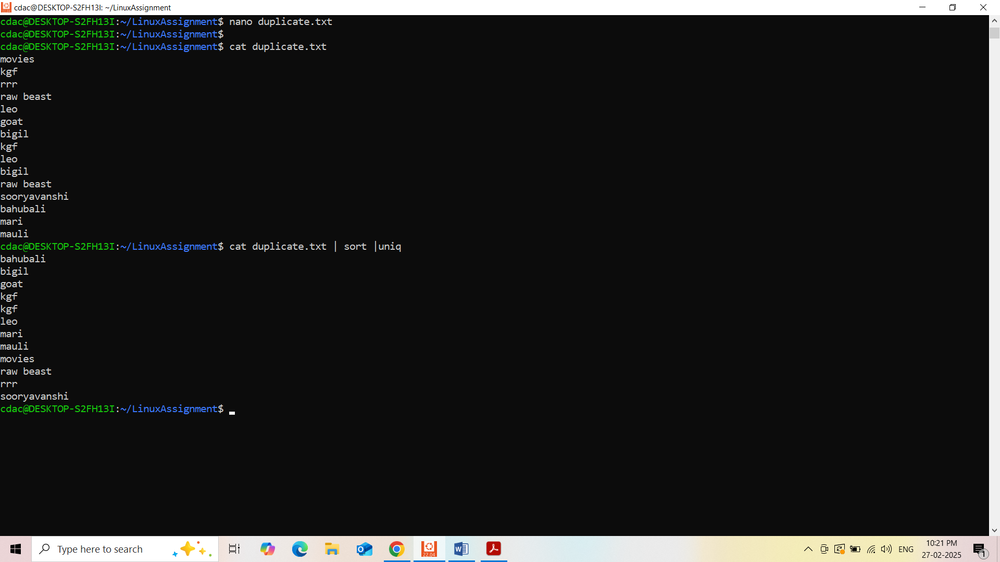 cdac@DESKTOP-S2FH13I: ~/LinuxAssignment
cdac@DESKTOP-S2FH13I:~/LinuxAssignment$ nano duplicate.txt
cdac@DESKTOP-S2FH13I:~/LinuxAssignment$
cdac@DESKTOP-S2FH13I:~/LinuxAssignment$ cat duplicate.txt
movies
kgf
rrr
raw beast
leo
goat
bigil
kgf
leo
bigil
raw beast
sooryavanshi
bahubali
mari
mauli
cdac@DESKTOP-S2FH13I:~/LinuxAssignment$ cat duplicate.txt | sort |uniq
bahubali
bigil
goat
kgf
kgf
leo
mari
mauli
movies
raw beast
rrr
sooryavanshi
cdac@DESKTOP-S2FH13I:~/LinuxAssignment$
Type here to search
22.04
ENG
10:21 PM
27-02-2025
1